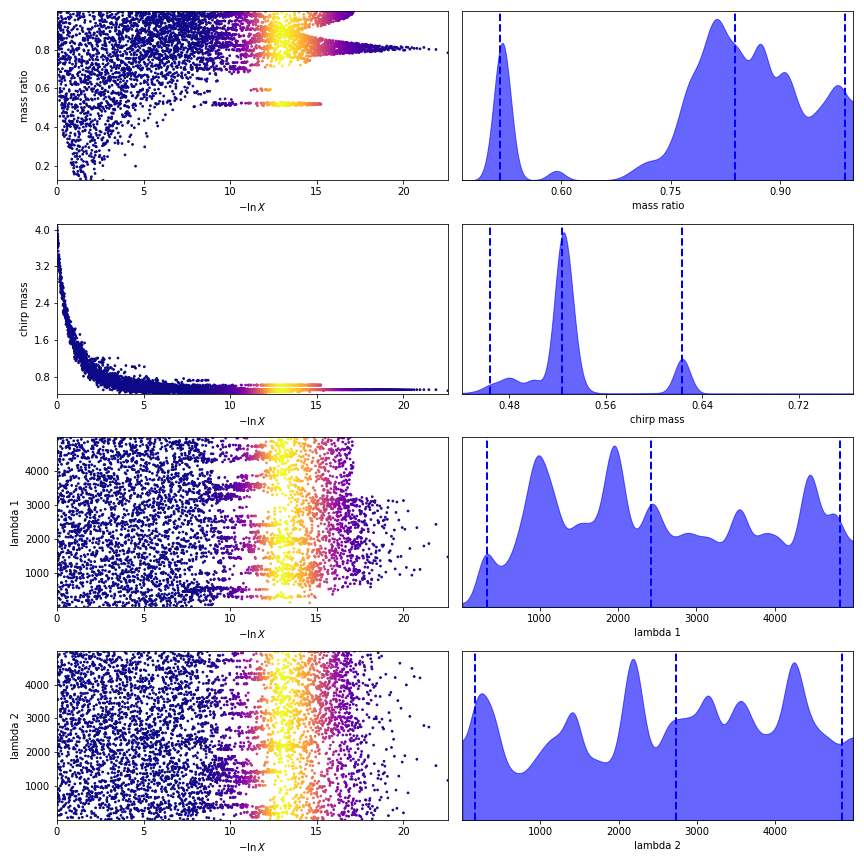 0.8
0.6
0.4
0.2
mass ratio
0 5 10 15 20
−ln X
0.60 0.75 0.90
mass ratio
4.0
3.2
2.4
1.6
0.8
chirp mass
0 5 10 15 20
−ln X
0.48 0.56 0.64 0.72
chirp mass
4000
3000
2000
1000
lambda 1
0 5 10 15 20
−ln X
1000 2000 3000 4000
lambda 1
4000
3000
2000
1000
lambda 2
0 5 10 15 20
−ln X
1000 2000 3000 4000
lambda 2